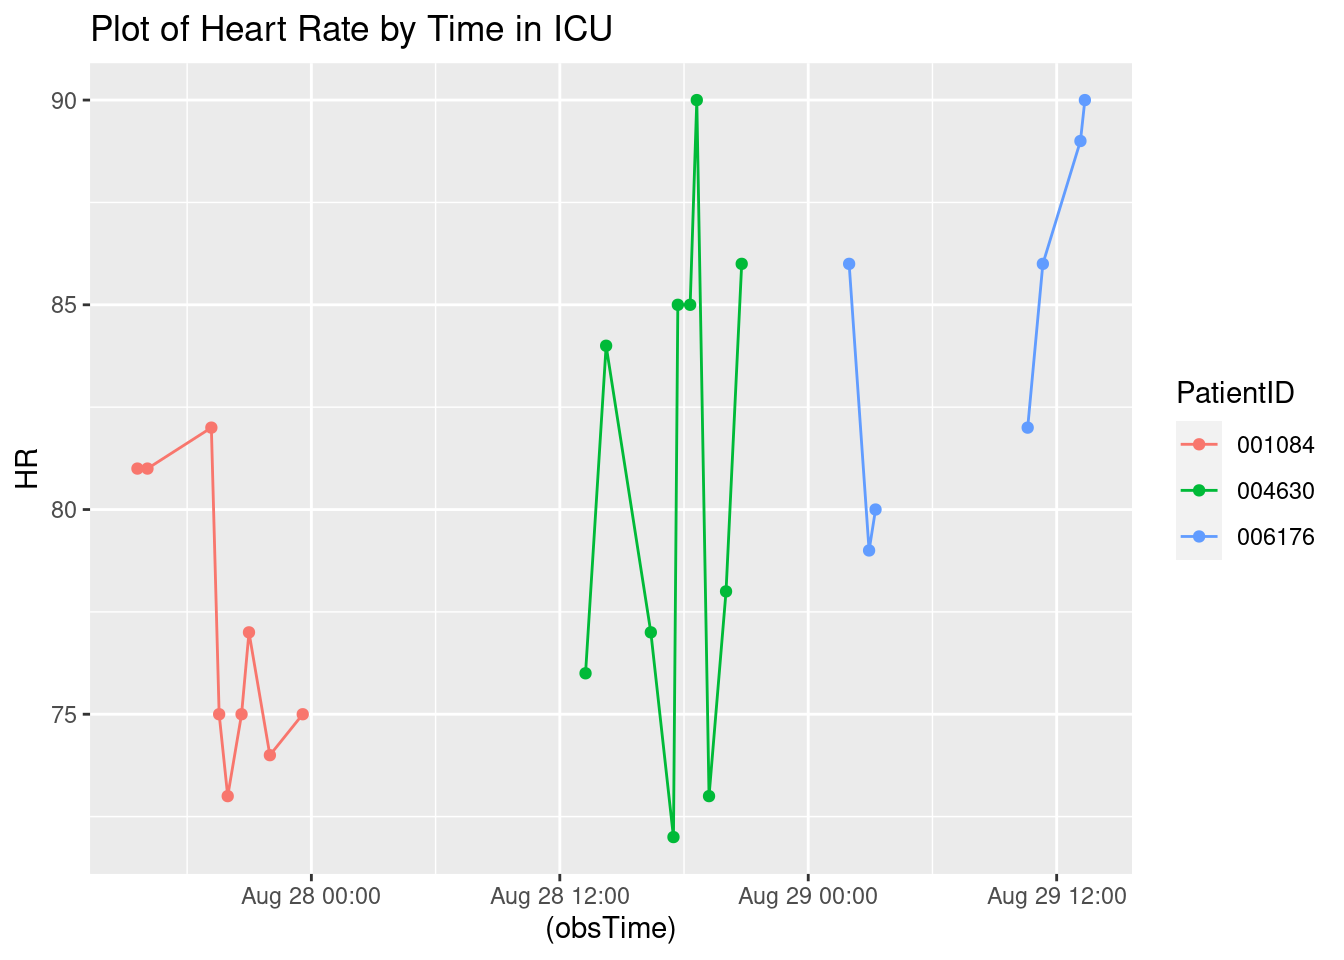 Plot of Heart Rate by Time in ICU
90
85
80
75
HR
Aug 28 00:00
Aug 28 12:00
Aug 29 00:00
Aug 29 12:00
(obsTime)
PatientID
001084
004630
006176